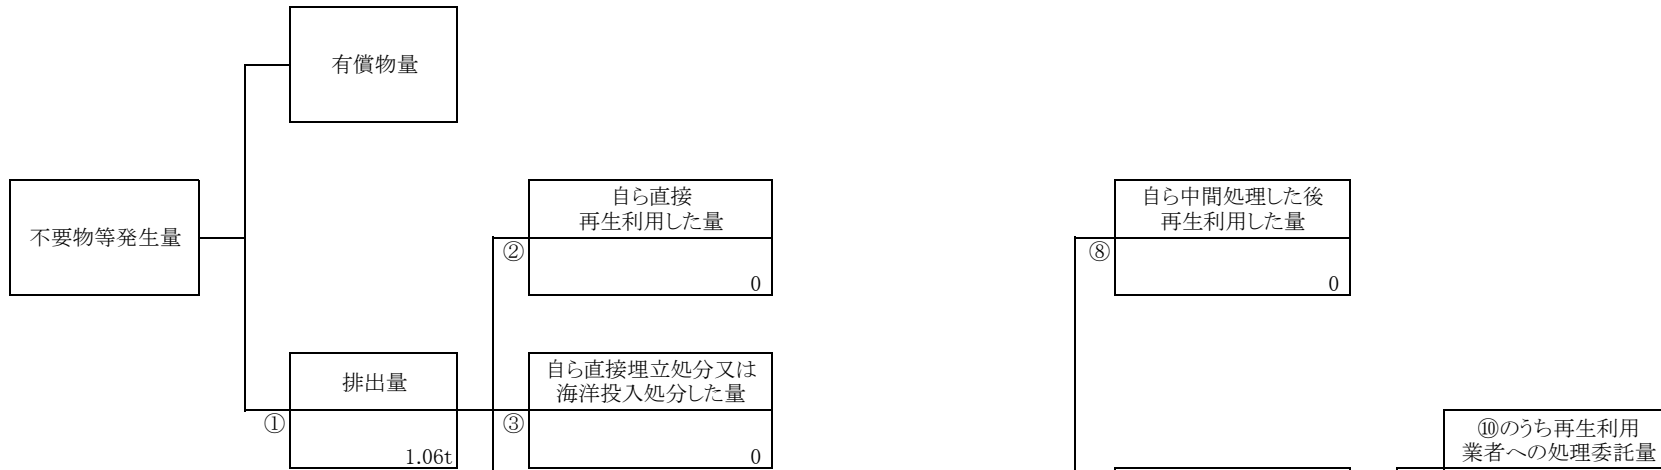 有償物量
不要物等発生量
自ら直接
再生利用した量
②
0
自ら中間処理した後
再生利用した量
⑧
0
排出量
①
1.06t
自ら直接埋立処分又は
海洋投入処分した量
③
0
⑩のうち再生利用
業者への処理委託量